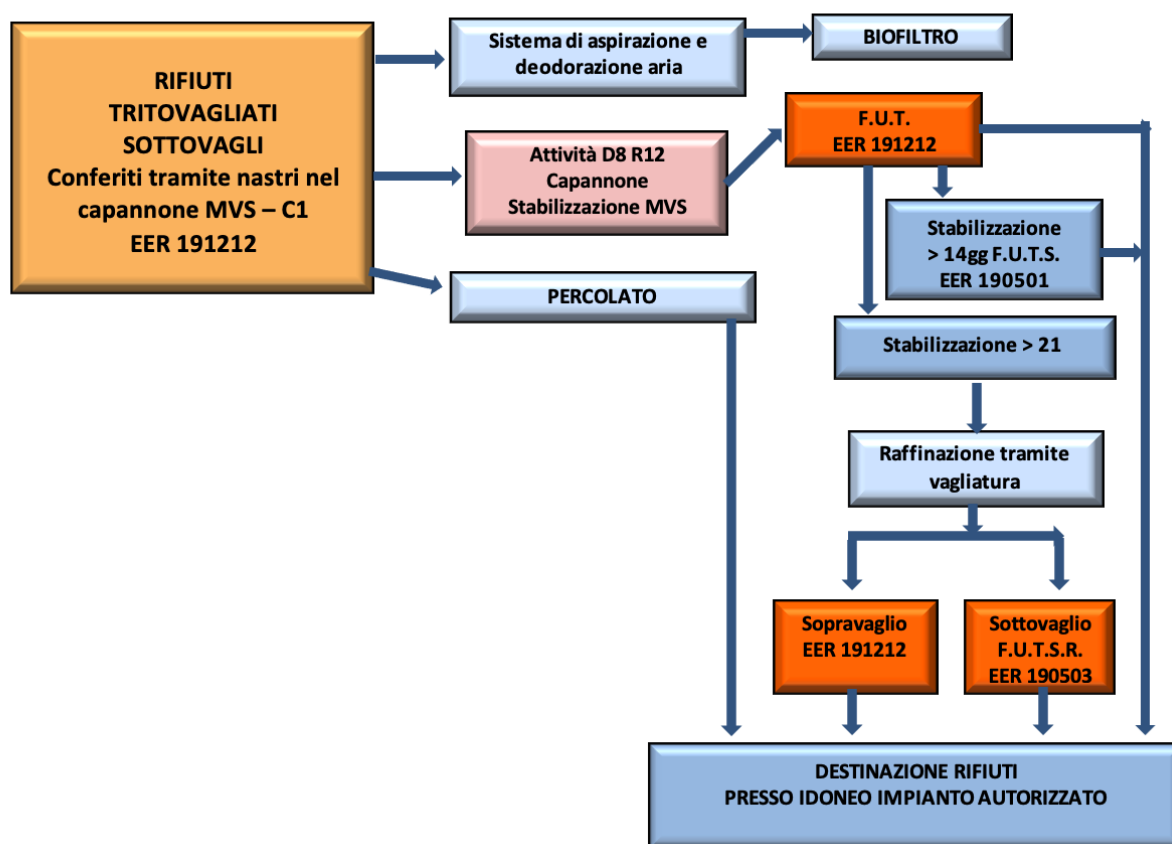 RIFIUTI
TRITOVAGLIATI
SOTTOVAGLI
Conferiti tramite nastri nel
capannone MVS – C1
EER 191212
Sistema di aspirazione e
deodorazione aria
BIOFILTRO
Attività D8 R12
Capannone
Stabilizzazione MVS
F.U.T.
EER 191212
Stabilizzazione
> 14gg F.U.T.S.
EER 190501
PERCOLATO
Stabilizzazione > 21
Raffinazione tramite
vagliatura
Sopravaglio
EER 191212
Sottovaglio
F.U.T.S.R.
EER 190503
DESTINAZIONE RIFIUTI
PRESSO IDONEO IMPIANTO AUTORIZZATO